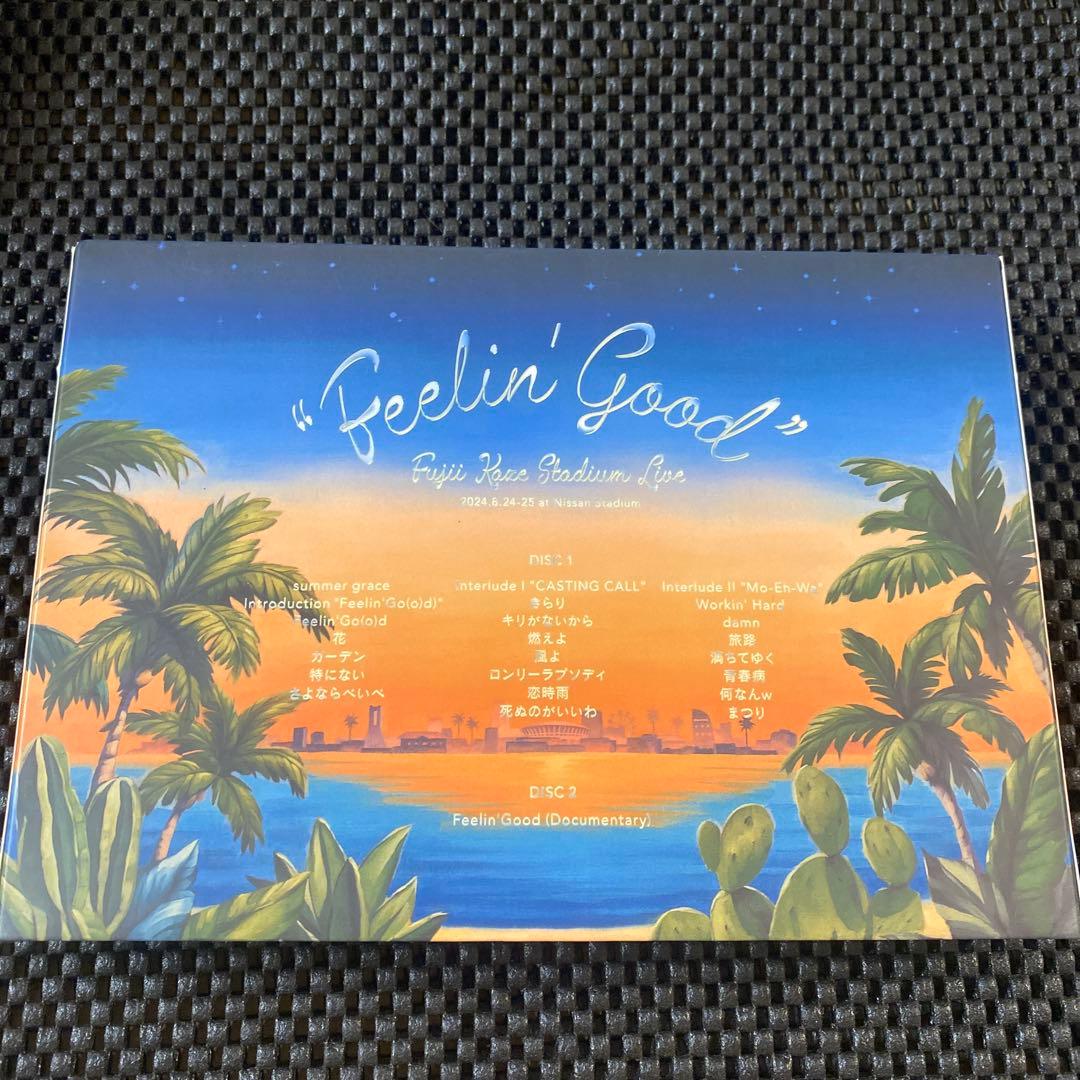 "Feelin' Good"
Fujii Kaze Stadium Live
2024.8.24-25 at Nissan Stadium
DISC 1
summer grace
Introduction "Feelin'Go(o)d"
Feelin'Go(o)d
花
ガーデン
特にない
さよならべいべ
Interlude I "CASTING CALL"
きらり
キリがないから
燃えよ
風よ
ロンリーラプソディ
恋時雨
死ぬのがいいわ
Interlude II "Mo-Eh-Wa"
Workin' Hard
damn
旅路
満ちてゆく
青春病
何なんw
まつり
DISC 2
Feelin'Good (Documentary)